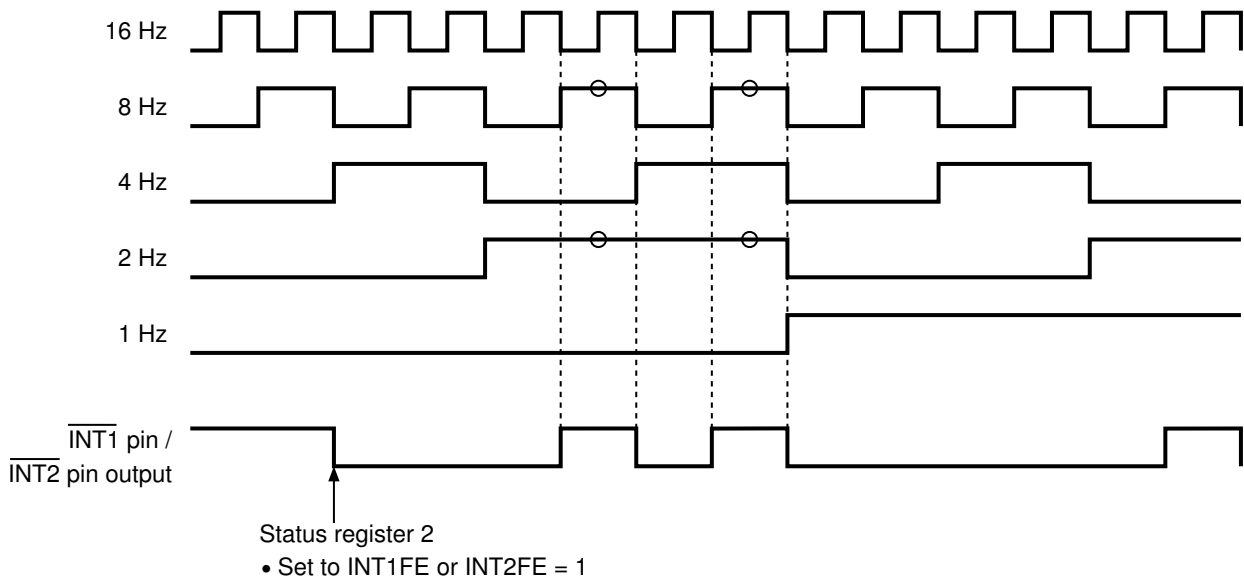 16 Hz
8 Hz
4 Hz
2 Hz
1 Hz
INT1 pin /
INT2 pin output
Status register 2
• Set to INT1FE or INT2FE = 1